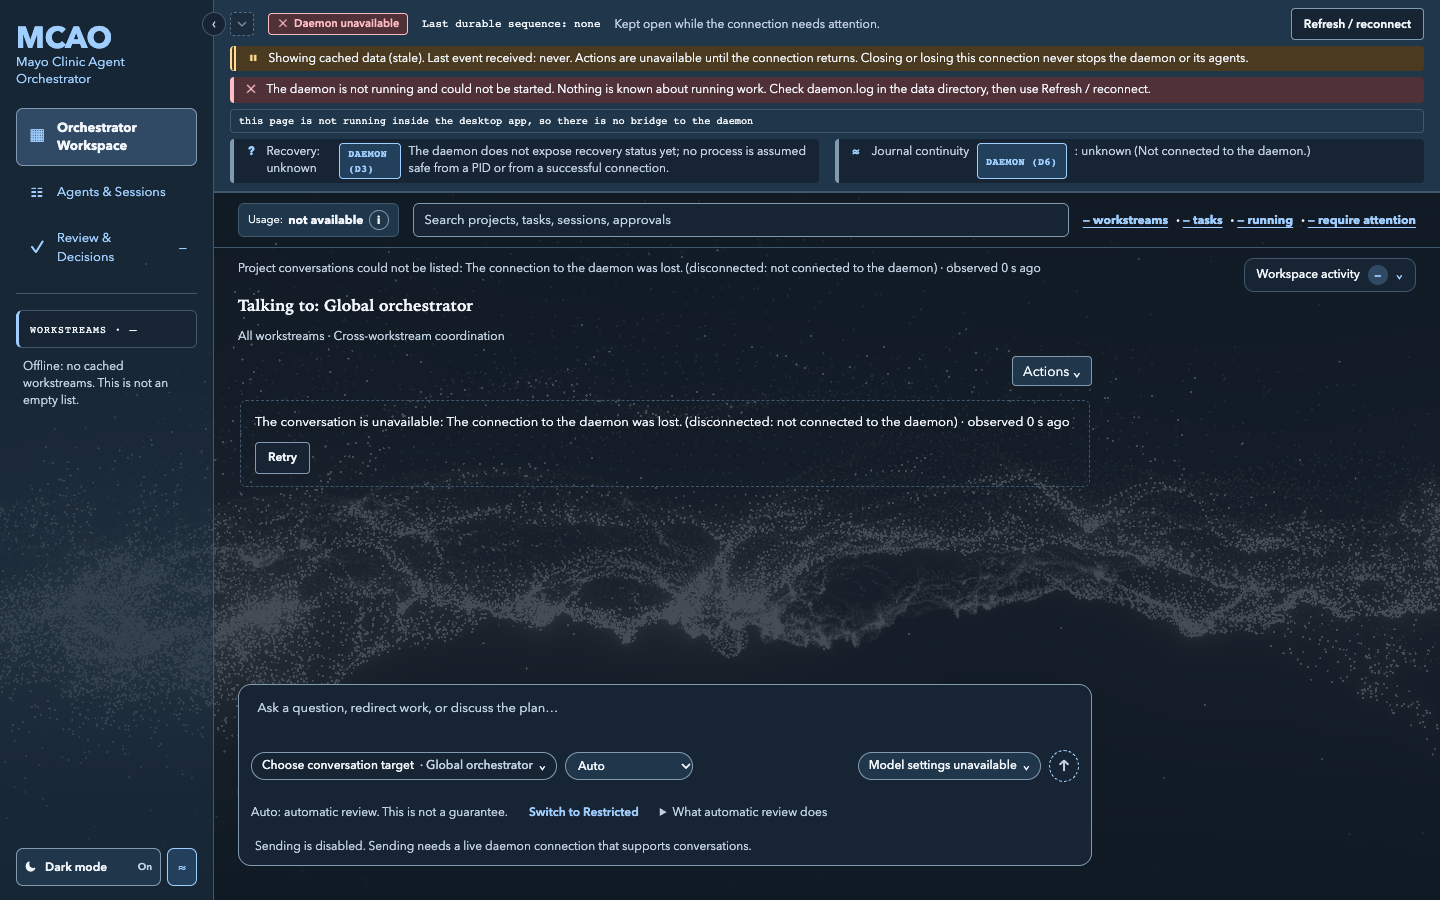 MCAO
Mayo Clinic Agent
Orchestrator
Orchestrator
Workspace
Agents & Sessions
Review &
Decisions
–
WORKSTREAMS · —
Offline: no cached
workstreams. This is not an
empty list.
Dark mode On
≈
Daemon unavailable
Last durable sequence: none
Kept open while the connection needs attention.
Refresh / reconnect
Showing cached data (stale). Last event received: never. Actions are unavailable until the connection returns. Closing or losing this connection never stops the daemon or its agents.
The daemon is not running and could not be started. Nothing is known about running work. Check daemon.log in the data directory, then use Refresh / reconnect.
this page is not running inside the desktop app, so there is no bridge to the daemon
? Recovery:
unknown
DAEMON
(D3)
The daemon does not expose recovery status yet; no process is assumed
safe from a PID or from a successful connection.
≈ Journal continuity DAEMON (D6) : unknown (Not connected to the daemon.)
Usage: not available i
Search projects, tasks, sessions, approvals
– workstreams · – tasks · – running · – require attention
Project conversations could not be listed: The connection to the daemon was lost. (disconnected: not connected to the daemon) · observed 0 s ago
Workspace activity –
Talking to: Global orchestrator
All workstreams · Cross-workstream coordination
Actions
The conversation is unavailable: The connection to the daemon was lost. (disconnected: not connected to the daemon) · observed 0 s ago
Retry
Ask a question, redirect work, or discuss the plan...
Choose conversation target · Global orchestrator
Auto
Model settings unavailable
Auto: automatic review. This is not a guarantee.
Switch to Restricted
What automatic review does
Sending is disabled. Sending needs a live daemon connection that supports conversations.